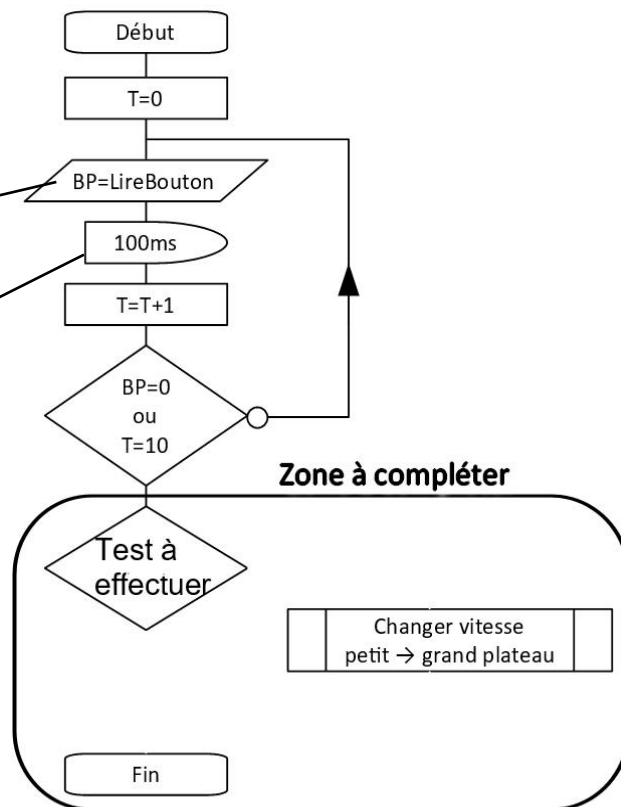 Début
T=0
BP=LireBouton
100ms
T=T+1
BP=0
ou
T=10
Zone à compléter
Test à
effectuer
Changer vitesse
petit → grand plateau
Fin